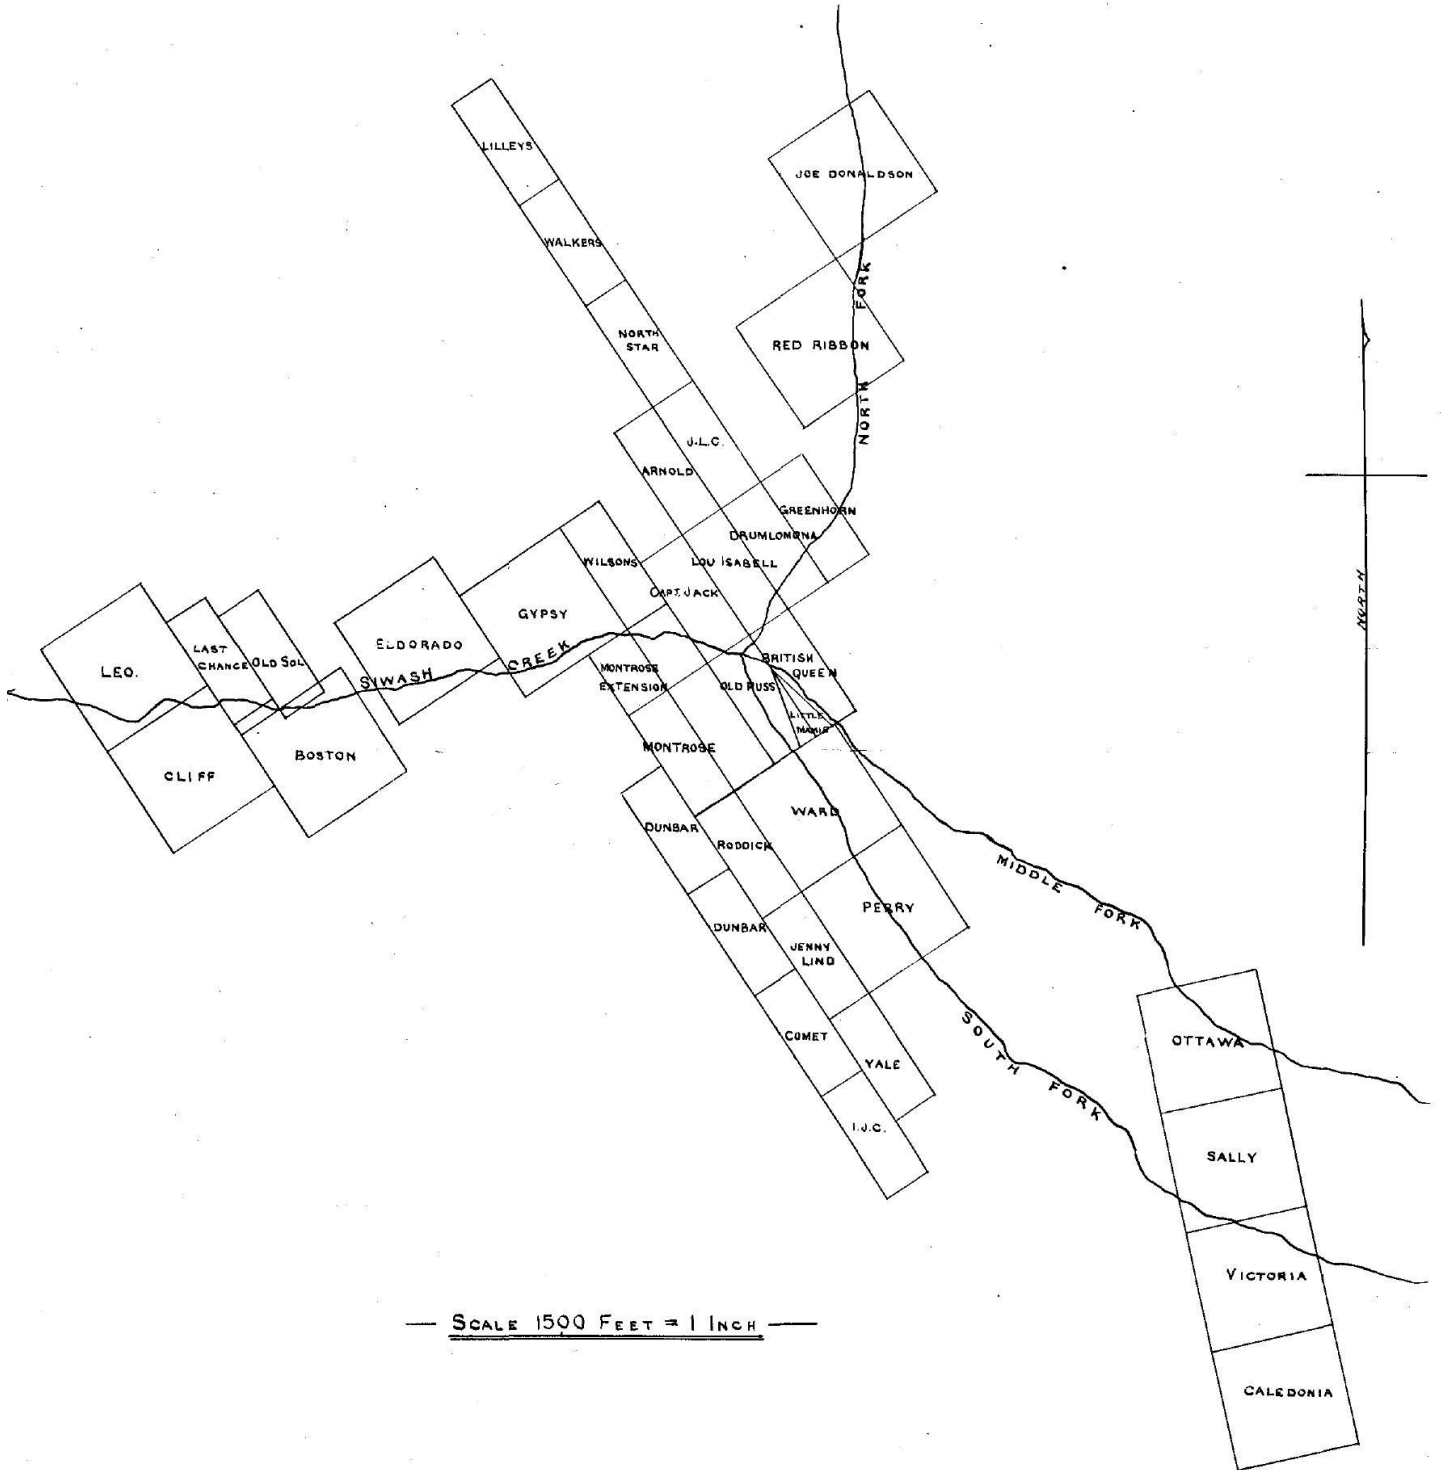 LILLEYS
JOE DONALDSON
WALKERS
NORTH FORK
NORTH
STAR
RED RIBBON
J.L.C.
ARNOLD
GREENHORN
DRUMLOMONA
WILSONS
LOU ISABELL
CAPT. JACK
NORTH
GYPSY
ELDORADO
LAST
CHANCE
OLD SOL
LEO.
SIWASH CREEK
MONTROSE
EXTENSION
BRITISH
QUEEN
OLD RUSS
LITTLE
MAMIE
MONTROSE
BOSTON
CLIFF
WARD
DUNBAR
RODDICK
MIDDLE FORK
PERRY
DUNBAR
JENNY
LIND
SOUTH FORK
COMET
OTTAWA
YALE
I.J.C.
SALLY
VICTORIA
SCALE 1500 FEET = 1 INCH
CALEDONIA